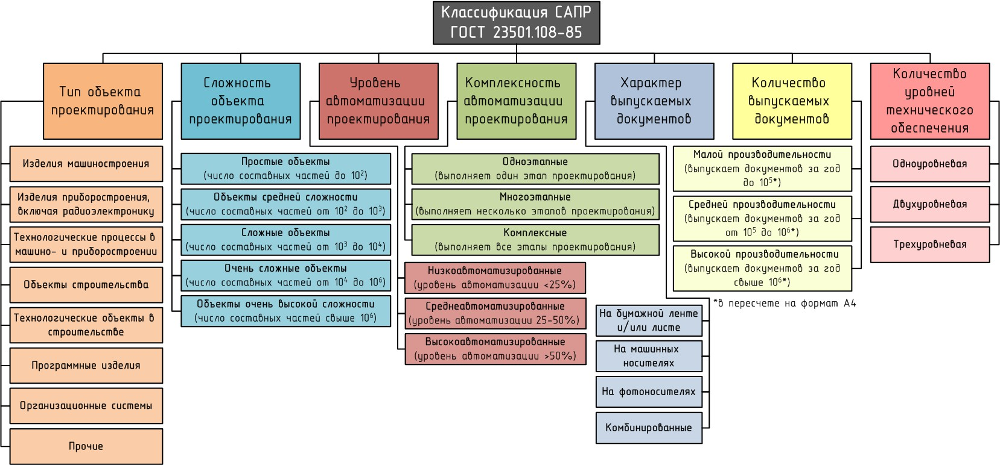 Классификация САПР
ГОСТ 23501.108-85
Тип объекта
проектирования
Изделия машиностроения
Изделия приборостроения,
включая радиоэлектронику
Технологические процессы в
машино- и приборостроении
Объекты строительства
Технологические объекты в
строительстве
Программные изделия
Организационные системы
Прочие
Сложность
объекта
проектирования
Простые объекты
(число составных частей до 10²)
Объекты средней сложности
(число составных частей от 10² до 10³)
Сложные объекты
(число составных частей от 10³ до 10⁴)
Очень сложные объекты
(число составных частей от 10⁴ до 10⁶)
Объекты очень высокой сложности
(число составных частей свыше 10⁶)
Уровень
автоматизации
проектирования
Низкоавтоматизированные
(уровень автоматизации <25%)
Среднеавтоматизированные
(уровень автоматизации 25-50%)
Высокоавтоматизированные
(уровень автоматизации >50%)
Комплексность
автоматизации
проектирования
Одноэтапные
(выполняет один этап проектирования)
Многоэтапные
(выполняет несколько этапов проектирования)
Комплексные
(выполняет все этапы проектирования)
Характер
выпускаемых
документов
На бумажной ленте
и/или листе
На машинных
носителях
На фотоносителях
Комбинированные
Количество
выпускаемых
документов
Малой производительности
(выпускает документов за год
до 10⁵*)
Средней производительности
(выпускает документов за год
от 10⁵ до 10⁶*)
Высокой производительности
(выпускает документов за год
свыше 10⁶*)
*в пересчете на формат А4
Количество
уровней
технического
обеспечения
Одноуровневая
Двухуровневая
Трехуровневая